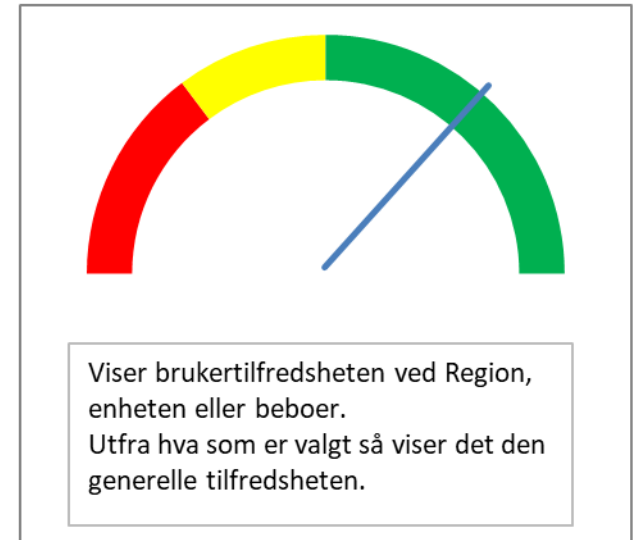 Viser brukertilfredsheten ved Region,
enheten eller beboer.
Utfra hva som er valgt så viser det den
generelle tilfredsheten.